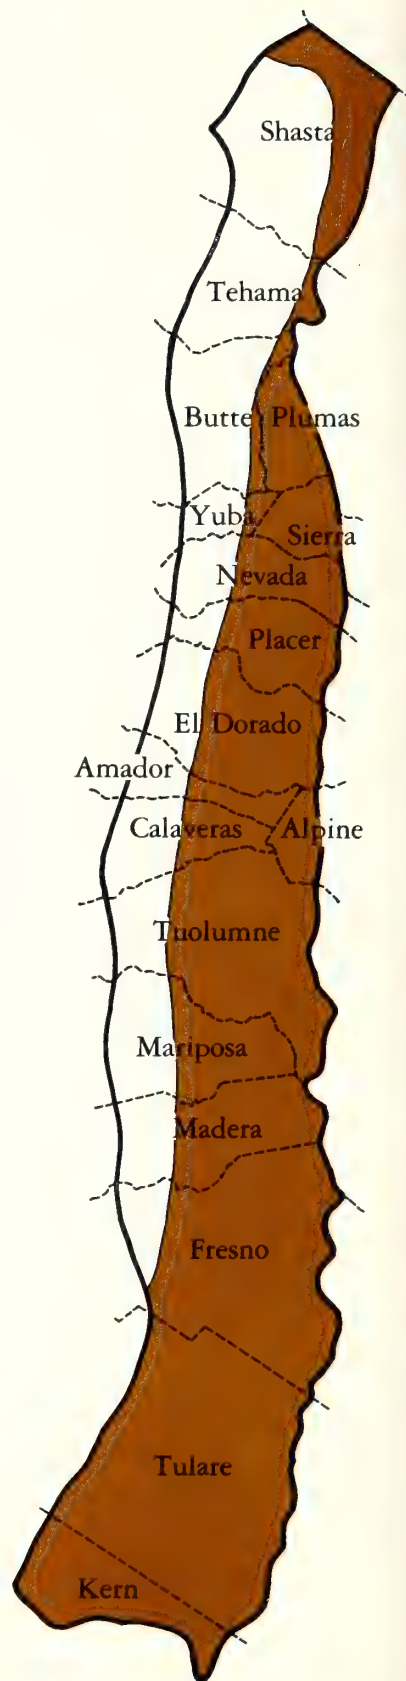 Shasta
Tehama
Butte
Plumas
Yuba
Sierra
Nevada
Placer
El Dorado
Amador
Calaveras
Alpine
Tuolumne
Mariposa
Madera
Fresno
Tulare
Kern